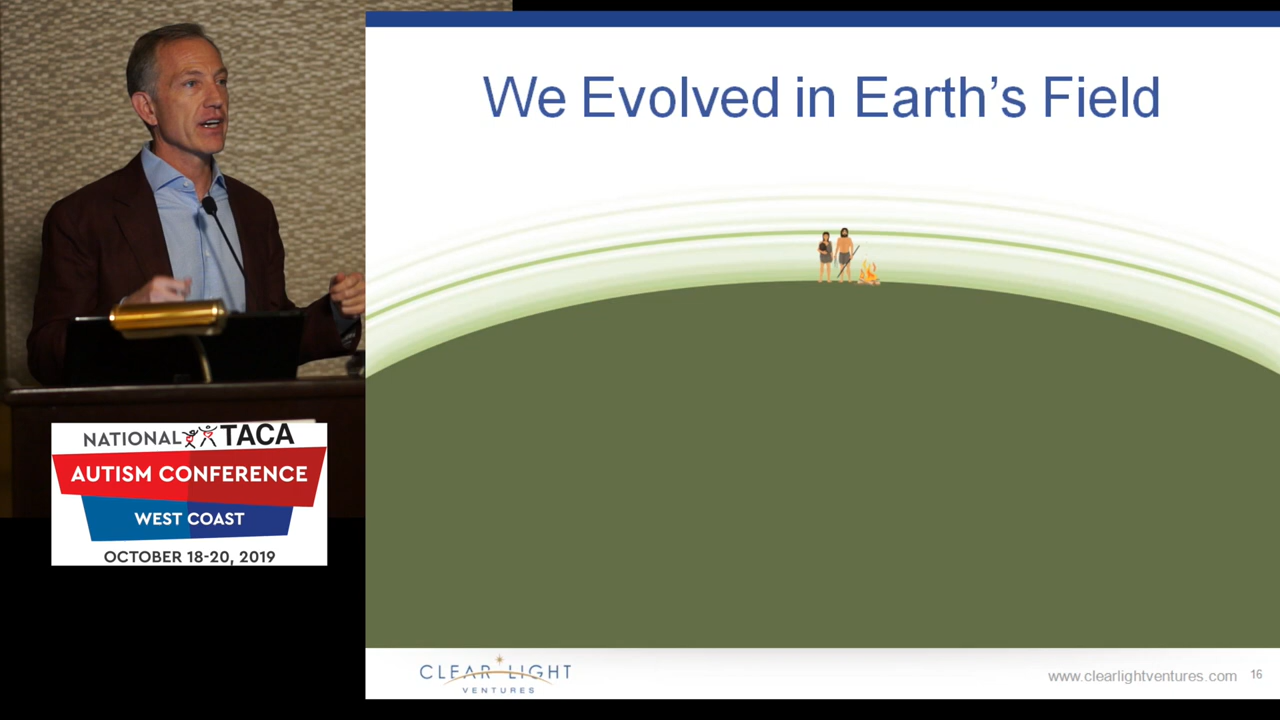 We Evolved in Earth's Field
NATIONAL TACA
AUTISM CONFERENCE
WEST COAST
OCTOBER 18-20, 2019
CLEAR LIGHT
VENTURES
www.clearlightventures.com 16